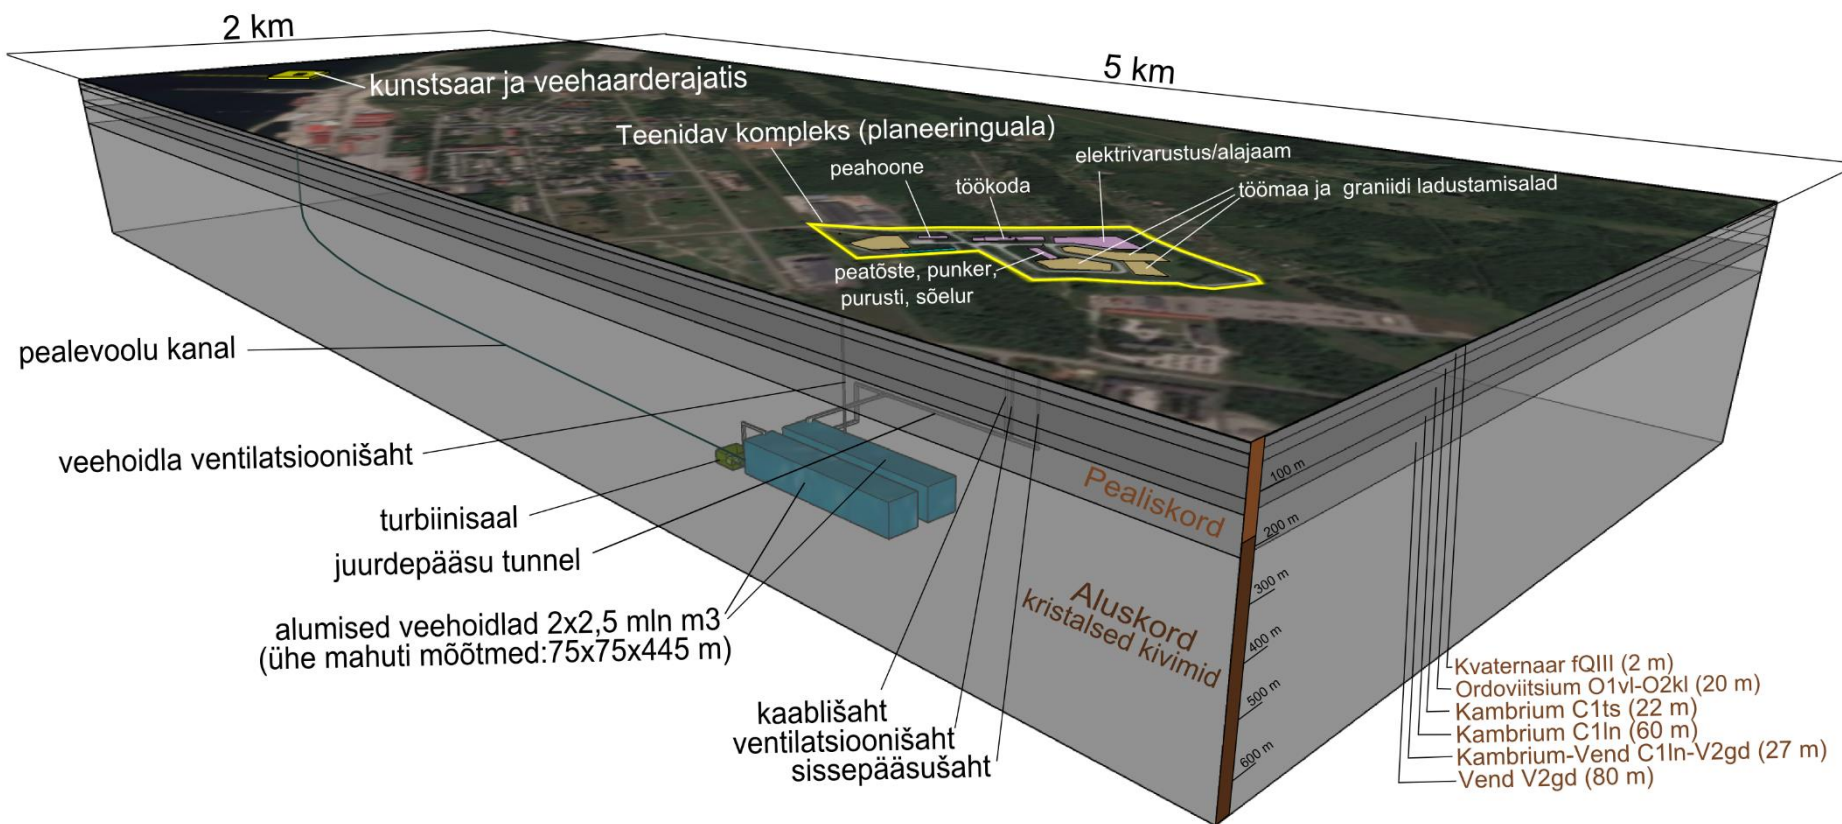 2 km
5 km
kunstsaar ja veehaarderajatis
Teenidav kompleks (planeeringuala)
peahoone
töökoda
elektrivarustus/alajaam
töömaa ja graniidi ladustamisalad
peatõste, punker,
purusti, sõelur
pealevoolu kanal
veehoidla ventilatsioonišaht
turbiinisaal
juurdepääsu tunnel
alumised veehoidlad 2x2,5 mln m3
(ühe mahuti mõõtmed:75x75x445 m)
kaablišaht
ventilatsioonišaht
sissepääsušaht
Pealiskord
Aluskord
kristalsed kivimid
100 m
200 m
300 m
400 m
500 m
600 m
Kvaternaar fQIII (2 m)
Ordoviitsium O1vl-O2kl (20 m)
Kambrium C1ts (22 m)
Kambrium C1ln (60 m)
Kambrium-Vend C1ln-V2gd (27 m)
Vend V2gd (80 m)